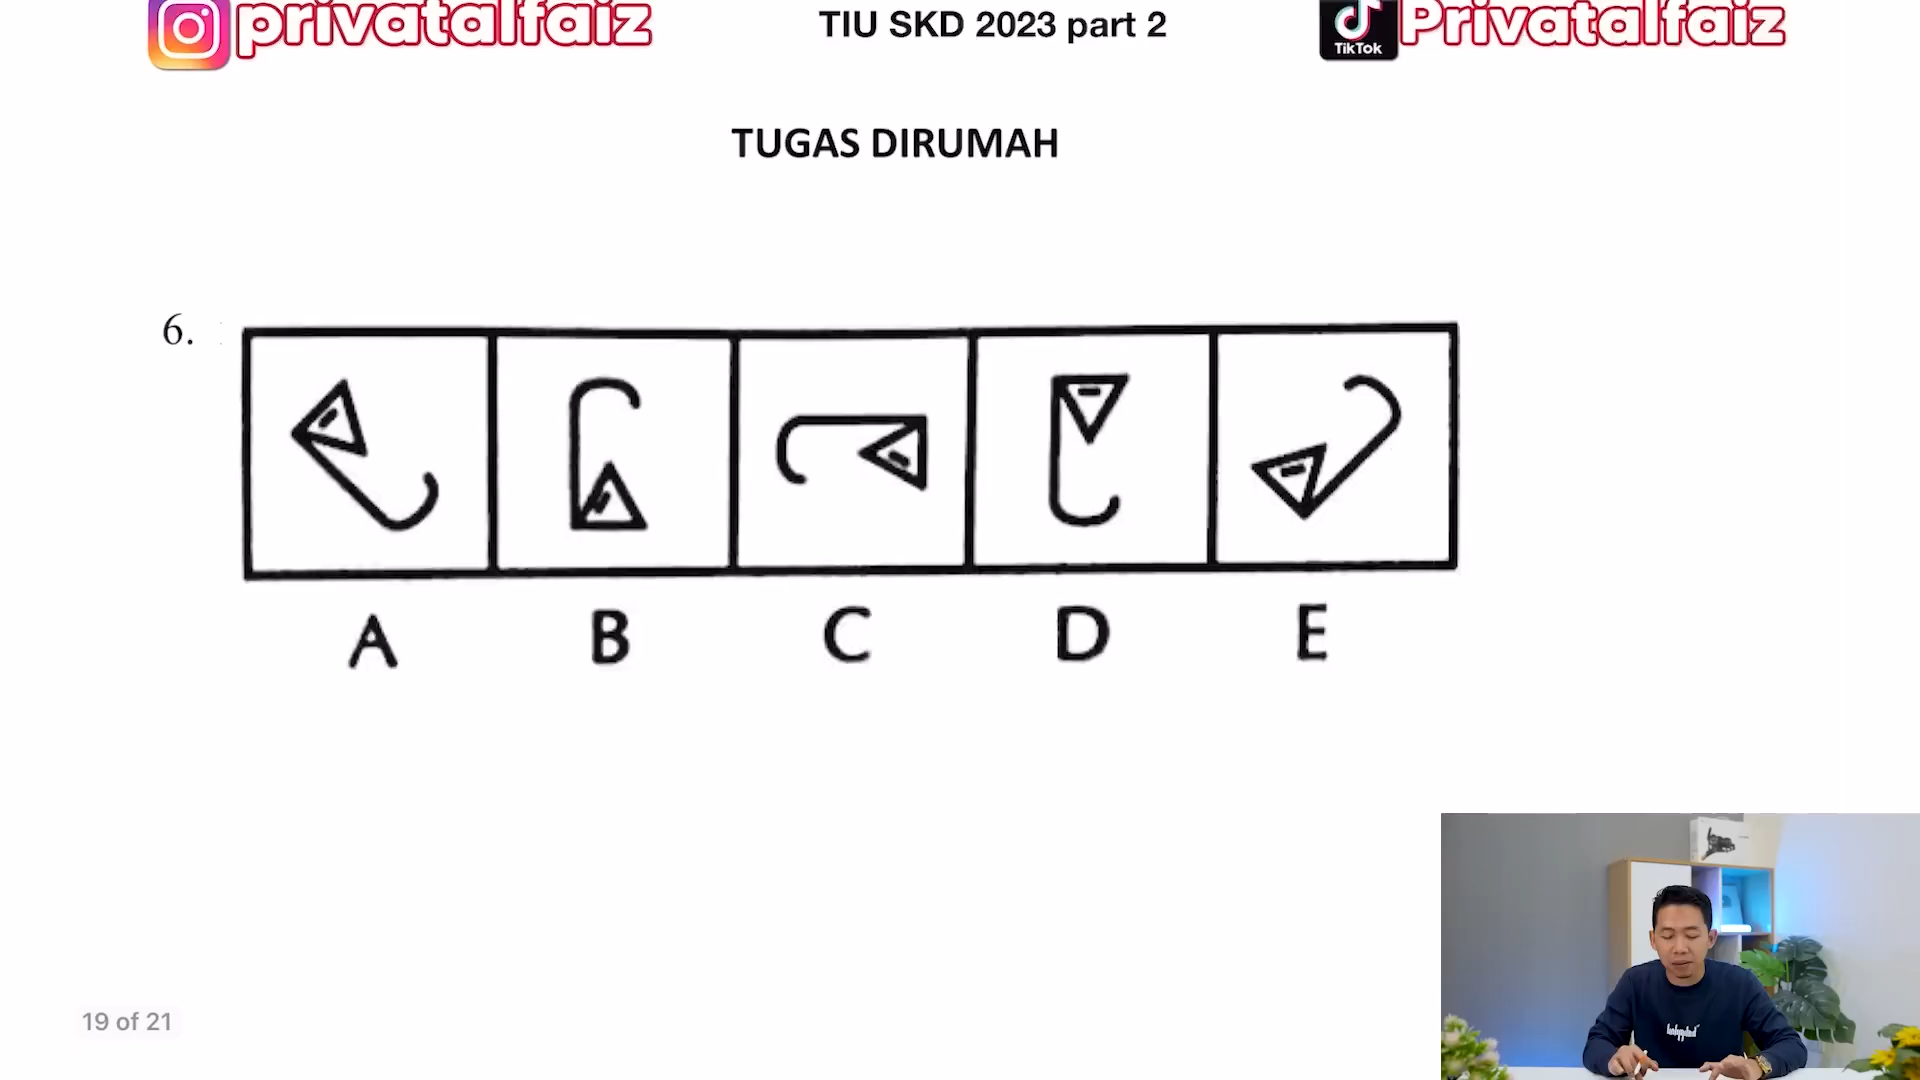 privatalfaiz
TIU SKD 2023 part 2
TikTok
Privatalfaiz
TUGAS DIRUMAH
6.
A B C D E
19 of 21